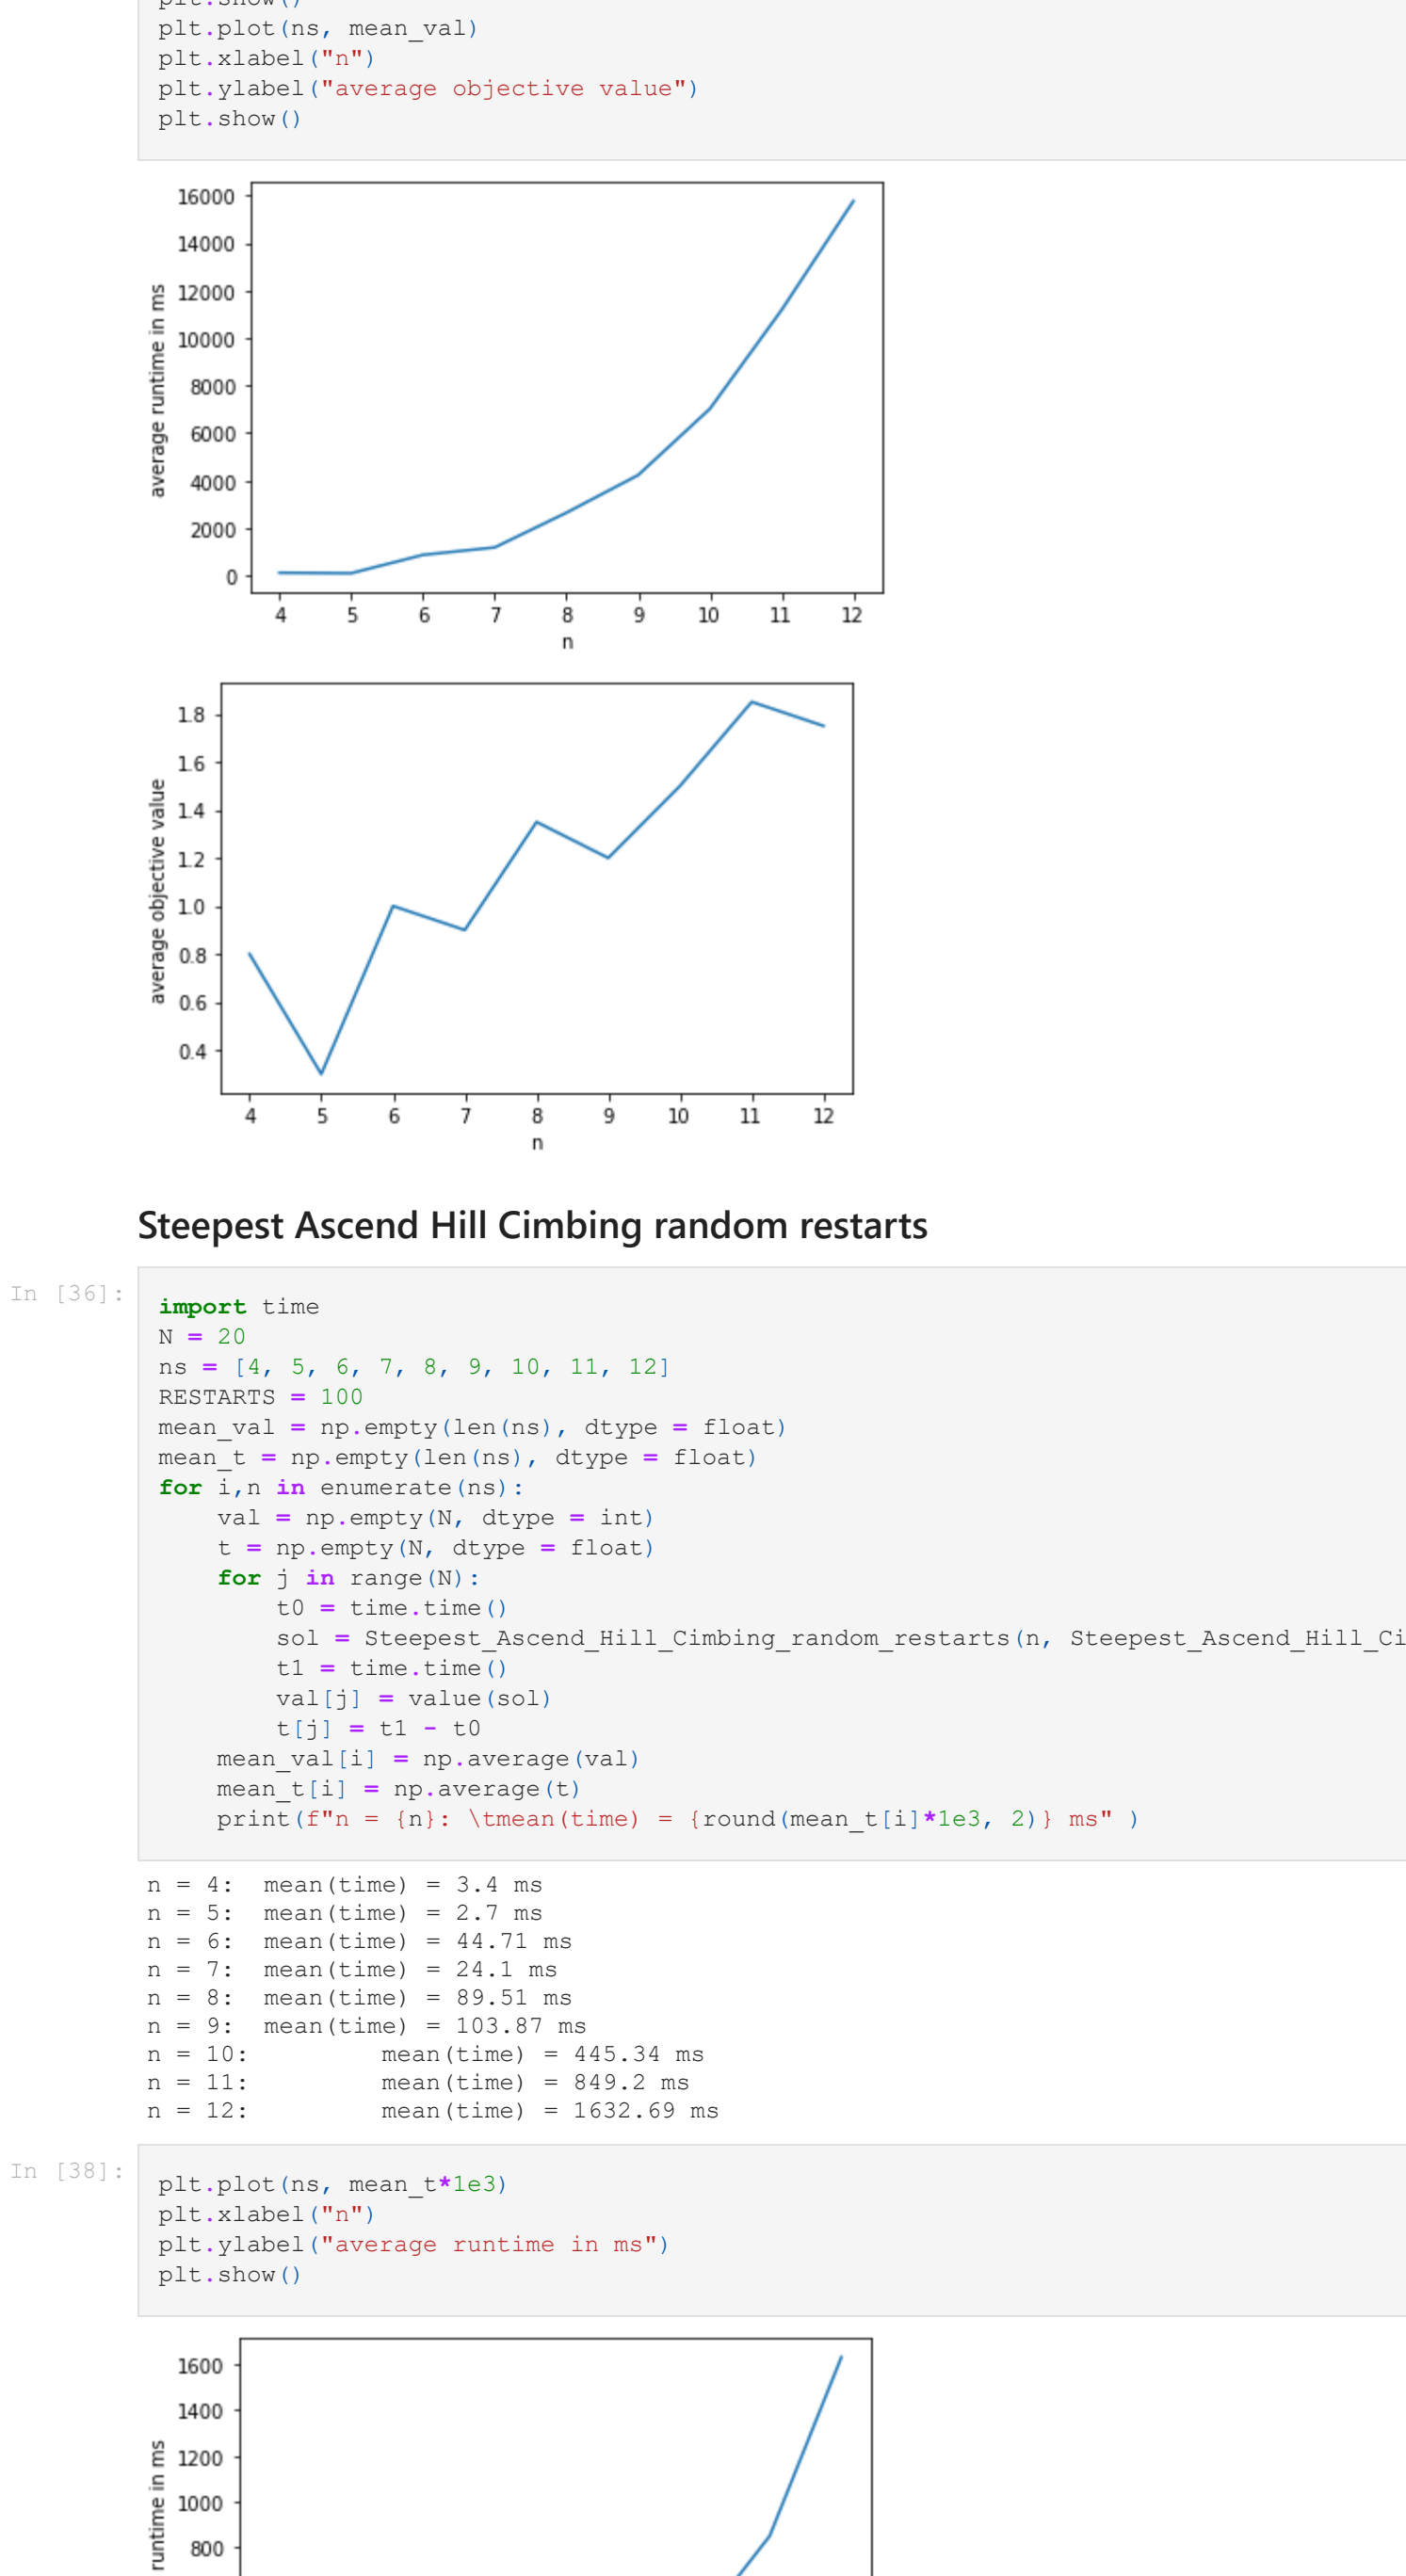 plt.show()
plt.plot(ns, mean_val)
plt.xlabel("n")
plt.ylabel("average objective value")
plt.show()
16000
14000
12000
10000
8000
6000
4000
2000
0
average runtime in ms
4 5 6 7 8 9 10 11 12
n
1.8
1.6
1.4
1.2
1.0
0.8
0.6
0.4
average objective value
4 5 6 7 8 9 10 11 12
n
Steepest Ascend Hill Cimbing random restarts
In [36]:
import time
N = 20
ns = [4, 5, 6, 7, 8, 9, 10, 11, 12]
RESTARTS = 100
mean_val = np.empty(len(ns), dtype = float)
mean_t = np.empty(len(ns), dtype = float)
for i,n in enumerate(ns):
    val = np.empty(N, dtype = int)
    t = np.empty(N, dtype = float)
    for j in range(N):
        t0 = time.time()
        sol = Steepest_Ascend_Hill_Cimbing_random_restarts(n, Steepest_Ascend_Hill_Ci
        t1 = time.time()
        val[j] = value(sol)
        t[j] = t1 - t0
    mean_val[i] = np.average(val)
    mean_t[i] = np.average(t)
    print(f"n = {n}: \tmean(time) = {round(mean_t[i]*1e3, 2)} ms" )
n = 4:  mean(time) = 3.4 ms
n = 5:  mean(time) = 2.7 ms
n = 6:  mean(time) = 44.71 ms
n = 7:  mean(time) = 24.1 ms
n = 8:  mean(time) = 89.51 ms
n = 9:  mean(time) = 103.87 ms
n = 10:         mean(time) = 445.34 ms
n = 11:         mean(time) = 849.2 ms
n = 12:         mean(time) = 1632.69 ms
In [38]:
plt.plot(ns, mean_t*1e3)
plt.xlabel("n")
plt.ylabel("average runtime in ms")
plt.show()
1600
1400
1200
1000
800
runtime in ms